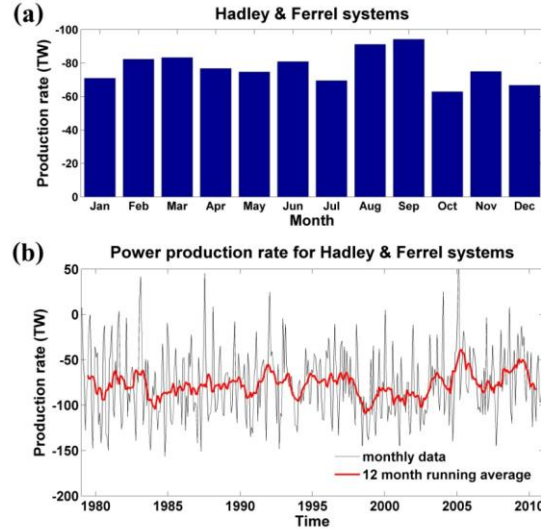 (a)
Hadley & Ferrel systems
Production rate (TW)
-100
-80
-60
-40
-20
0
Jan Feb Mar Apr May Jun Jul Aug Sep Oct Nov Dec
Month
(b)
Power production rate for Hadley & Ferrel systems
Production rate (TW)
50
0
-50
-100
-150
-200
monthly data
12 month running average
1980 1985 1990 1995 2000 2005 2010
Time